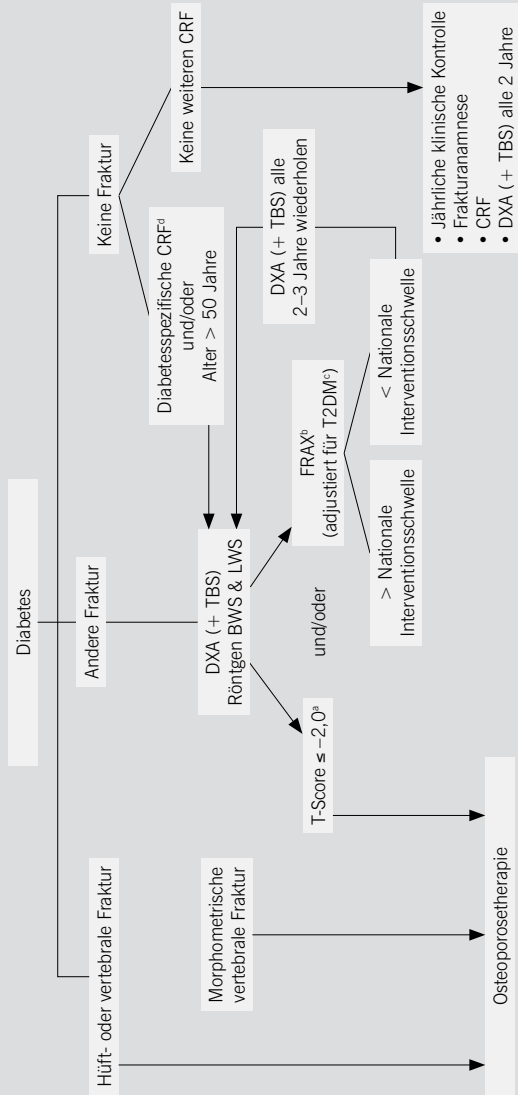 Diabetes
Hüft- oder vertebrale Fraktur
Andere Fraktur
Keine Fraktur
Morphometrische
vertebrale Fraktur
DXA (+ TBS)
Röntgen BWS & LWS
Diabetesspezifische CRFᵈ
und/oder
Alter > 50 Jahre
Keine weiteren CRF
T-Score ≤ −2,0ᵃ
und/oder
FRAXᵇ
(adjustiert für T2DMᶜ)
DXA (+ TBS) alle
2–3 Jahre wiederholen
> Nationale
Interventionsschwelle
< Nationale
Interventionsschwelle
Osteoporosetherapie
• Jährliche klinische Kontrolle
• Frakturanamnese
• CRF
• DXA (+ TBS) alle 2 Jahre